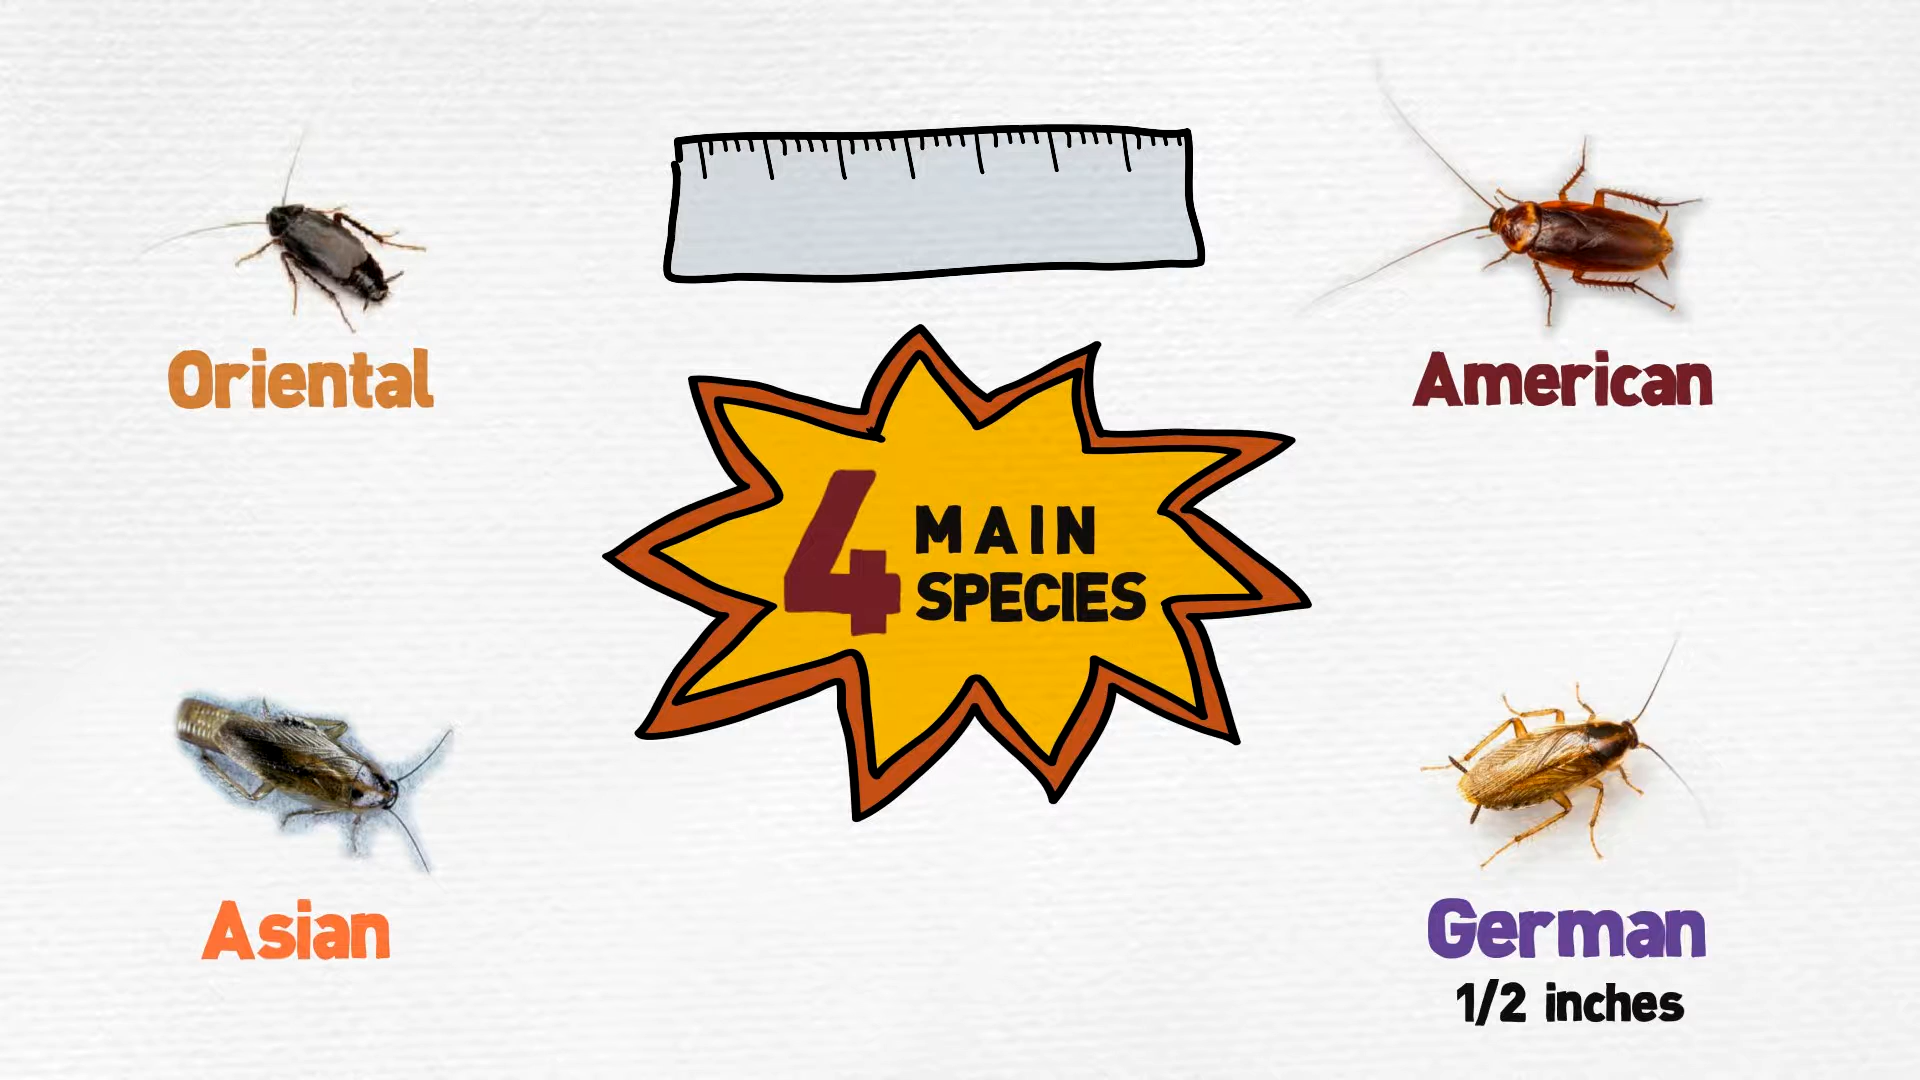 Oriental
American
4
MAIN
SPECIES
Asian
German
1/2 inches